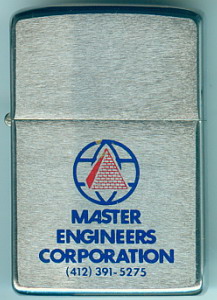 MASTER
ENGINEERS
CORPORATION
(412) 391-5275